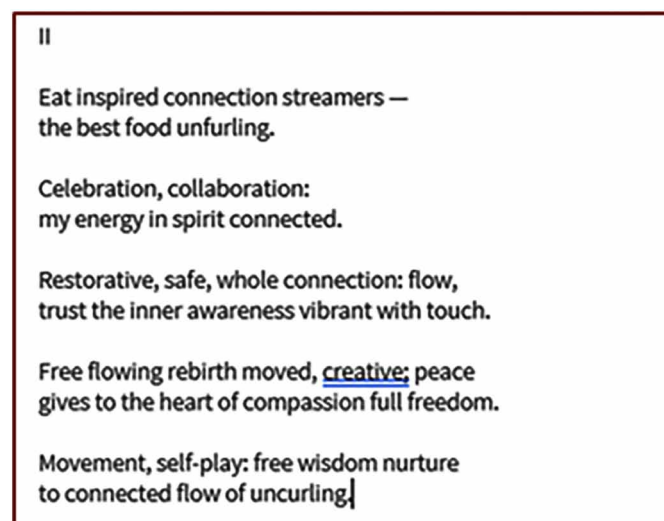 II
Eat inspired connection streamers —
the best food unfurling.
Celebration, collaboration:
my energy in spirit connected.
Restorative, safe, whole connection: flow,
trust the inner awareness vibrant with touch.
Free flowing rebirth moved, creative; peace
gives to the heart of compassion full freedom.
Movement, self-play: free wisdom nurture
to connected flow of uncurling.